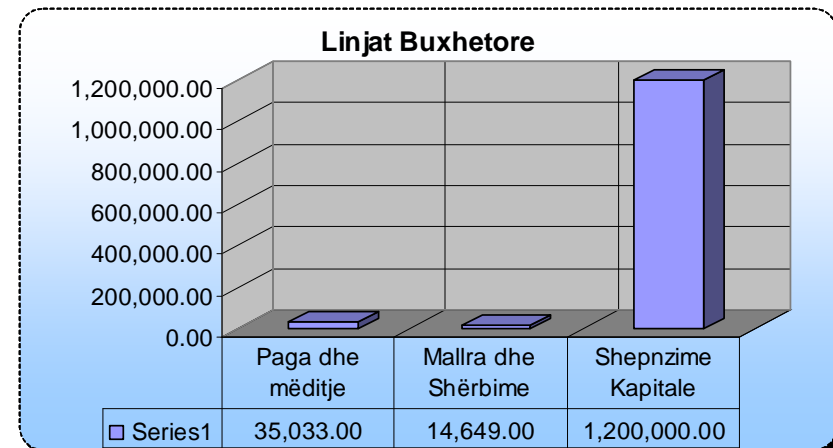 Linjat Buxhetore
1,200,000.00
1,000,000.00
800,000.00
600,000.00
400,000.00
200,000.00
0.00
Paga dhe mëditje Mallra dhe Shërbime Shepnzime Kapitale
Series1 35,033.00 14,649.00 1,200,000.00